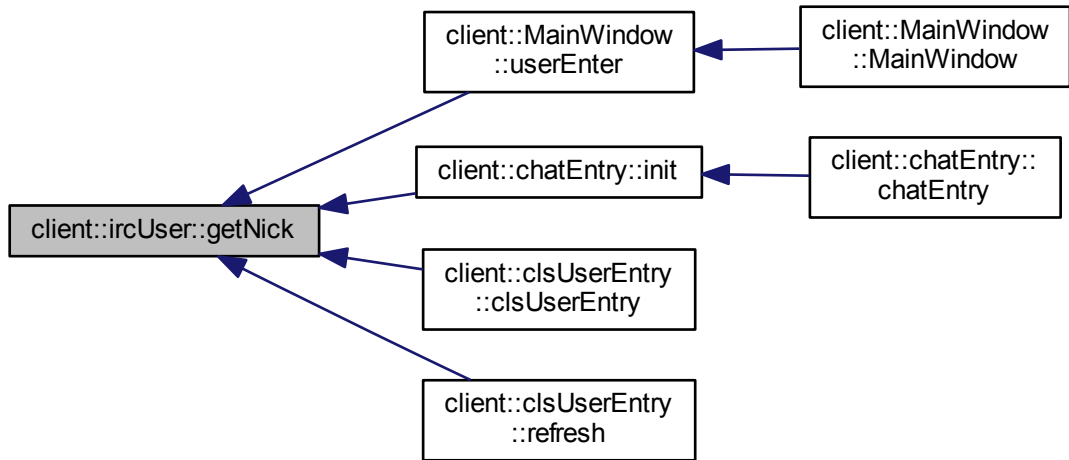 client::MainWindow
::userEnter
client::MainWindow
::MainWindow
client::chatEntry::init
client::chatEntry::
chatEntry
client::ircUser::getNick
client::clsUserEntry
::clsUserEntry
client::clsUserEntry
::refresh